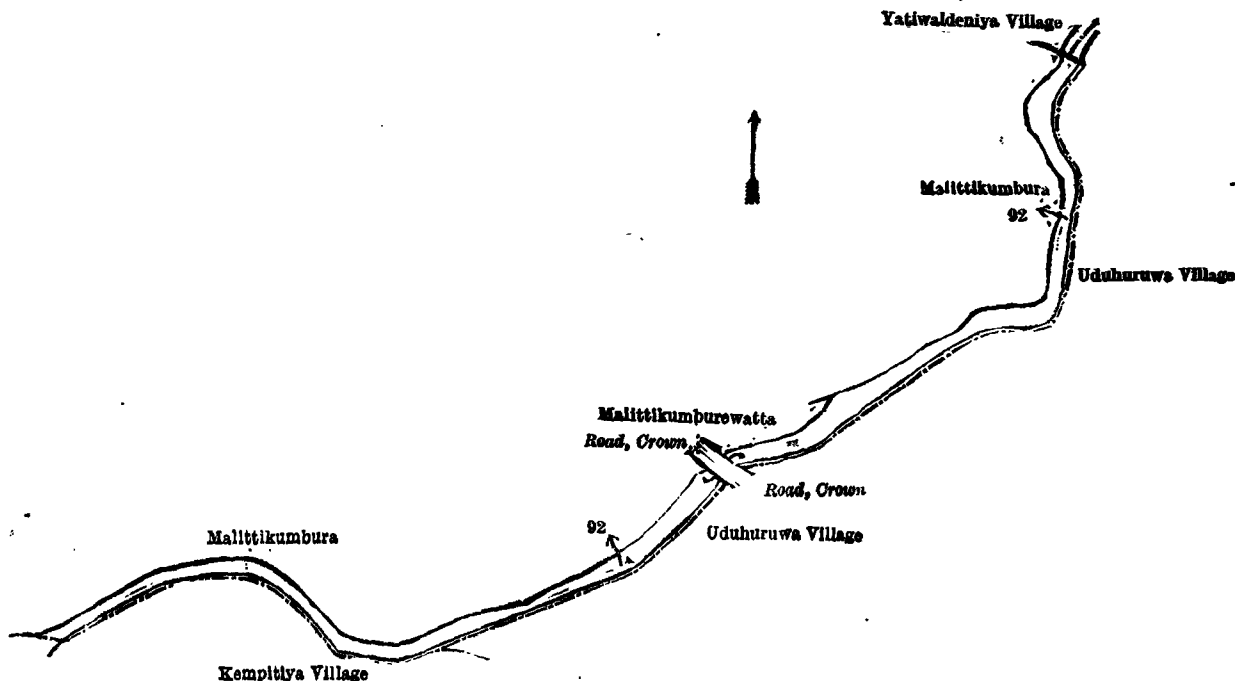 Yatiwaldeniya Village
Malittikumbura
92
Uduhuruwa Village
Malittikumburewatta
Road, Crown
Road, Crown
92
Uduhuruwa Village
Malittikumbura
Kempitiya Village